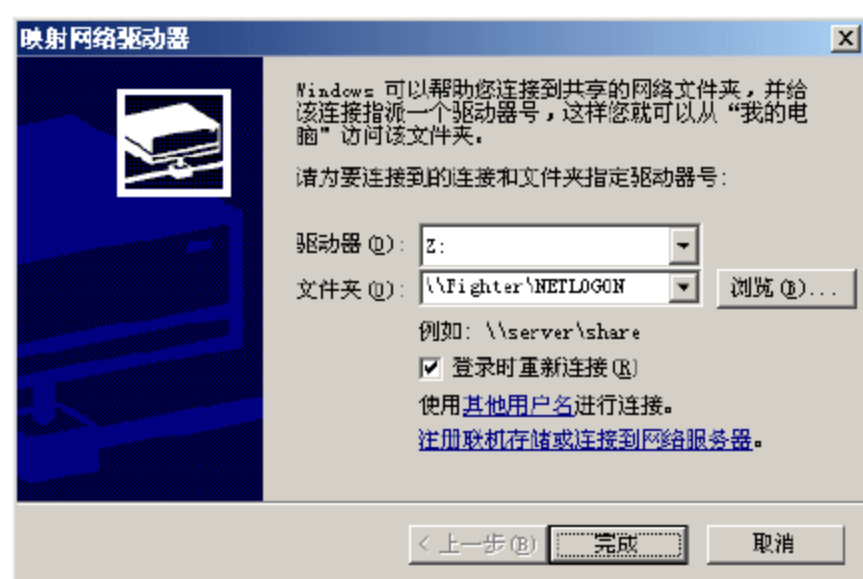 映射网络驱动器
Windows 可以帮助您连接到共享的网络文件夹，并给
该连接指派一个驱动器号，这样您就可以从“我的电
脑”访问该文件夹。
请为要连接到的连接和文件夹指定驱动器号：
驱动器(D)： Z:
文件夹(O)： \\Fighter\NETLOGON 浏览(B)...
例如：\\server\share
登录时重新连接(R)
使用其他用户名进行连接。
注册联机存储或连接到网络服务器。
< 上一步(B) 完成 取消